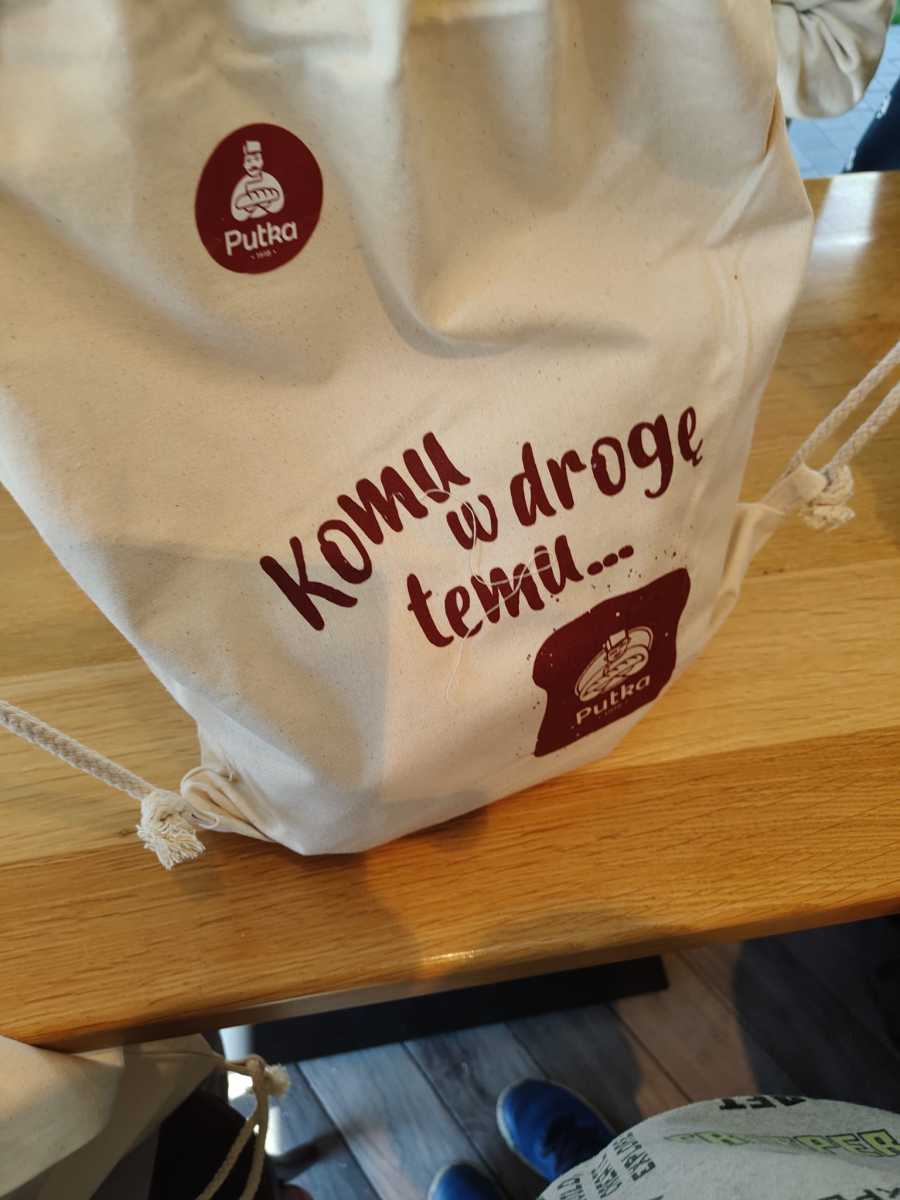 Putka
Komu
w drogę
temu...
Putka